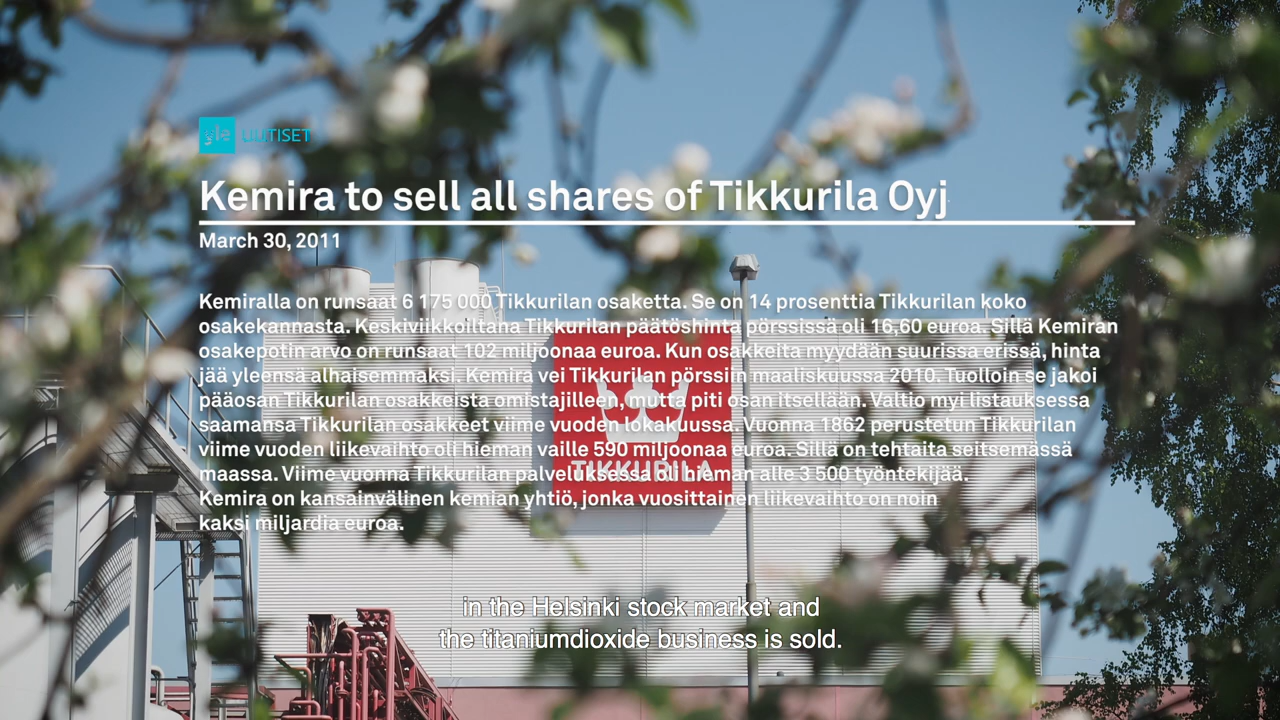 yle UUTISET
Kemira to sell all shares of Tikkurila Oyj
March 30, 2011
Kemiralla on runsaat 6 175 000 Tikkurilan osaketta. Se on 14 prosenttia Tikkurilan koko
osakekannasta. Keskiviikkoiltana Tikkurilan päätöshinta pörssissä oli 16,60 euroa. Sillä Kemiran
osakepotin arvo on runsaat 102 miljoonaa euroa. Kun osakkeita myydään suurissa erissä, hinta
jää yleensä alhaisemmaksi. Kemira vei Tikkurilan pörssiin maaliskuussa 2010. Tuolloin se jakoi
pääosan Tikkurilan osakkeista omistajilleen, mutta piti osan itsellään. Valtio myi listauksessa
saamansa Tikkurilan osakkeet viime vuoden lokakuussa. Vuonna 1862 perustetun Tikkurilan
viime vuoden liikevaihto oli hieman vaille 590 miljoonaa euroa. Sillä on tehtaita seitsemässä
maassa. Viime vuonna Tikkurilan palveluksessa oli hieman alle 3 500 työntekijää.
TIKKURILA
Kemira on kansainvälinen kemian yhtiö, jonka vuosittainen liikevaihto on noin
kaksi miljardia euroa.
in the Helsinki stock market and
the titaniumdioxide business is sold.